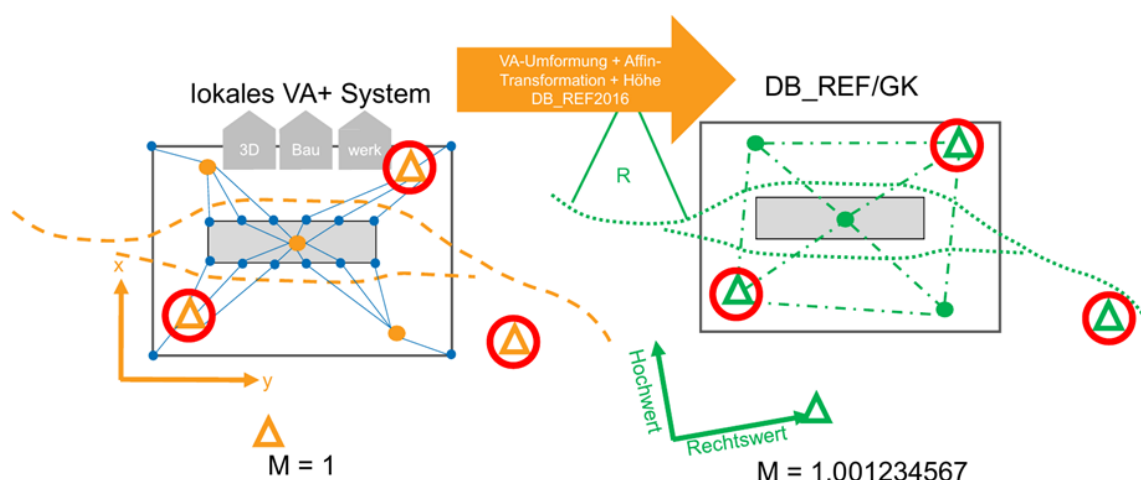 VA-Umformung + Affin-
Transformation + Höhe
DB_REF2016
lokales VA+ System
DB_REF/GK
3D
Bau
werk
R
x
y
Hochwert
Rechtswert
M = 1
M = 1.001234567